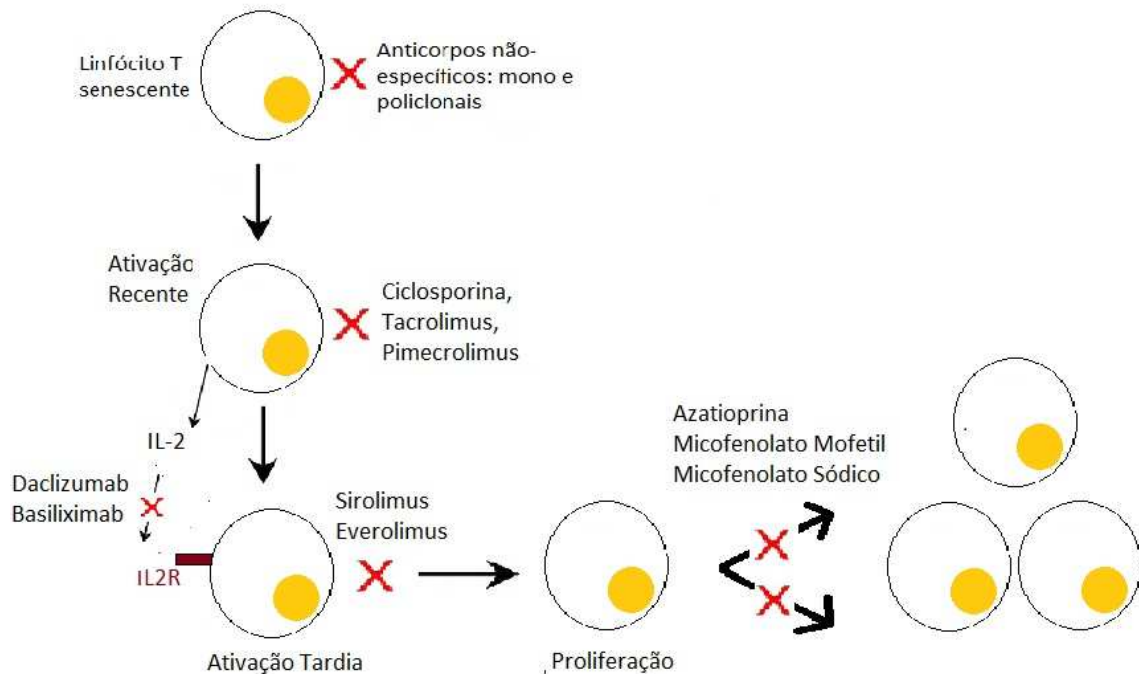 Linfócito T
senescente
Anticorpos não-
específicos: mono e
policlonais
Ativação
Recente
Ciclosporina,
Tacrolimus,
Pimecrolimus
IL-2
Daclizumab
Basiliximab
IL2R
Sirolimus
Everolimus
Azatioprina
Micofenolato Mofetil
Micofenolato Sódico
Ativação Tardia
Proliferação